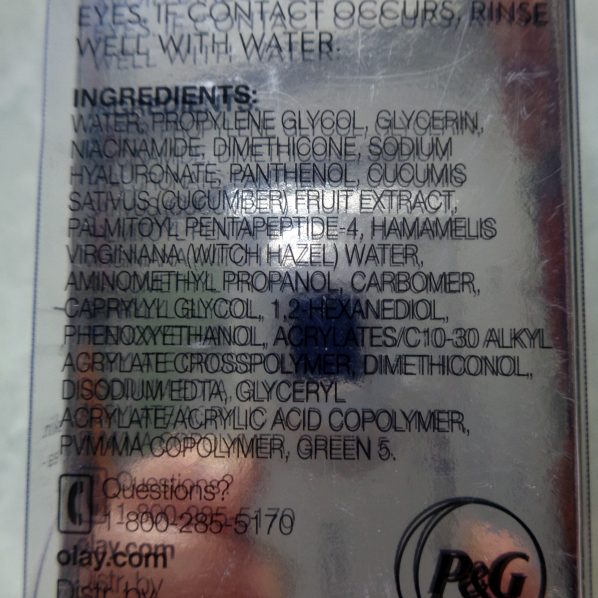 EYES. IF CONTACT OCCURS, RINSE
WELL WITH WATER.
INGREDIENTS:
WATER, PROPYLENE GLYCOL, GLYCERIN,
NIACINAMIDE, DIMETHICONE, SODIUM
HYALURONATE, PANTHENOL, CUCUMIS
SATIVUS (CUCUMBER) FRUIT EXTRACT,
PALMITOYL PENTAPEPTIDE-4, HAMAMELIS
VIRGINIANA (WITCH HAZEL) WATER,
AMINOMETHYL PROPANOL, CARBOMER,
CAPRYLYL GLYCOL, 1,2-HEXANEDIOL,
PHENOXYETHANOL, ACRYLATES/C10-30 ALKYL
ACRYLATE CROSSPOLYMER, DIMETHICONOL,
DISODIUM EDTA, GLYCERYL
ACRYLATE/ACRYLIC ACID COPOLYMER,
PVM/MA COPOLYMER, GREEN 5.
Questions?
1-800-285-5170
olay.com
Distr. by
P&G